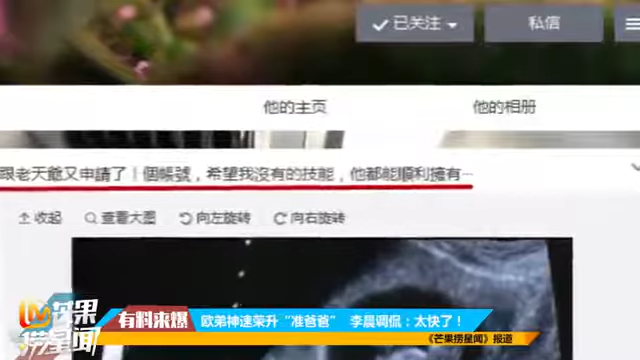 已关注
私信
他的主页
他的相册
跟老天爺又申請了一個帳號，希望我沒有的技能，他都能順利擁有…
收起
查看大图
向左旋转
向右旋转
芒果捞星闻
有料来爆
欧弟神速荣升“准爸爸” 李晨调侃：太快了！
《芒果捞星闻》报道